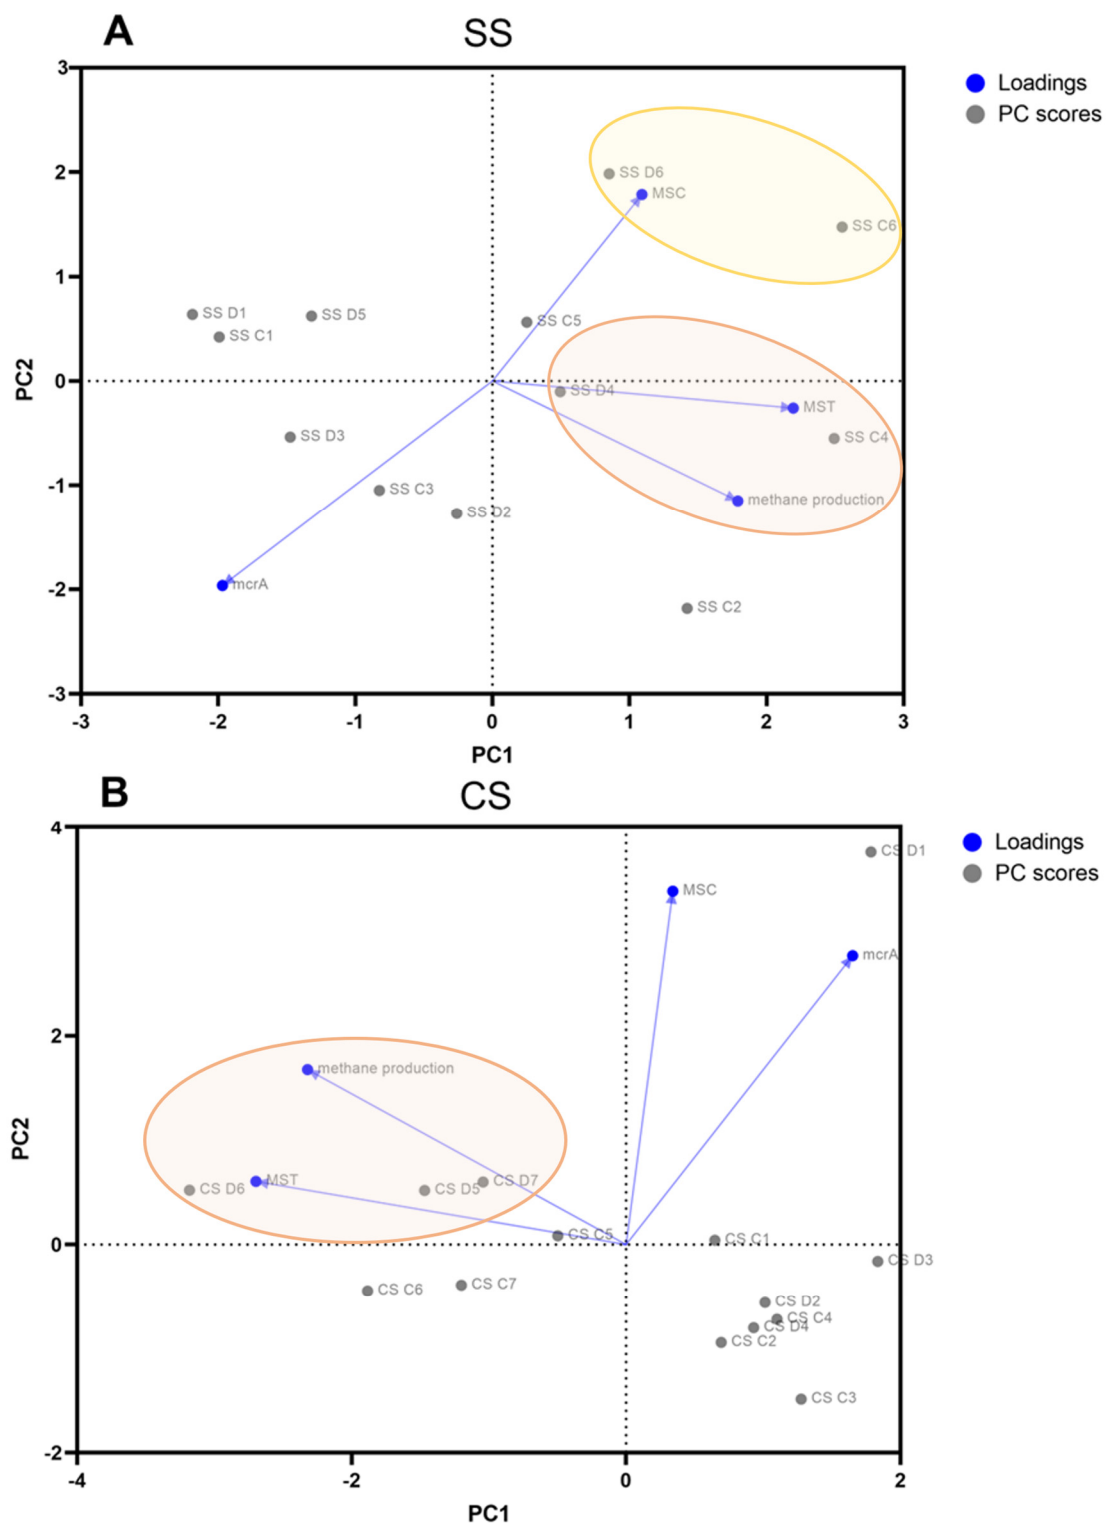 A
SS
Loadings
PC scores
3
2
1
0
-1
-2
-3
PC2
SS D6
MSC
SS C6
SS D1
SS D5
SS C1
SS C5
SS D4
MST
SS C4
SS D3
SS C3
methane production
SS D2
mcrA
SS C2
-3 -2 -1 0 1 2 3
PC1
B
CS
Loadings
PC scores
4
2
0
-2
PC2
CS D1
MSC
mcrA
methane production
CS D6
MST
CS D5
CS D7
CS C5
CS C1
CS D3
CS C6
CS C7
CS D2
CS C4
CS D4
CS C2
CS C3
-4 -2 0 2
PC1